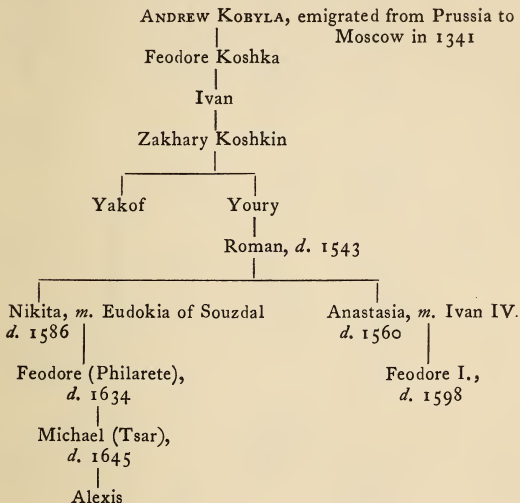 ANDREW KOBYLA, emigrated from Prussia to
Moscow in 1341
Feodore Koshka
Ivan
Zakhary Koshkin
Yakof Youry
Roman, d. 1543
Nikita, m. Eudokia of Souzdal Anastasia, m. Ivan IV.
d. 1586 d. 1560
Feodore (Philarete), Feodore I.,
d. 1634 d. 1598
Michael (Tsar),
d. 1645
Alexis